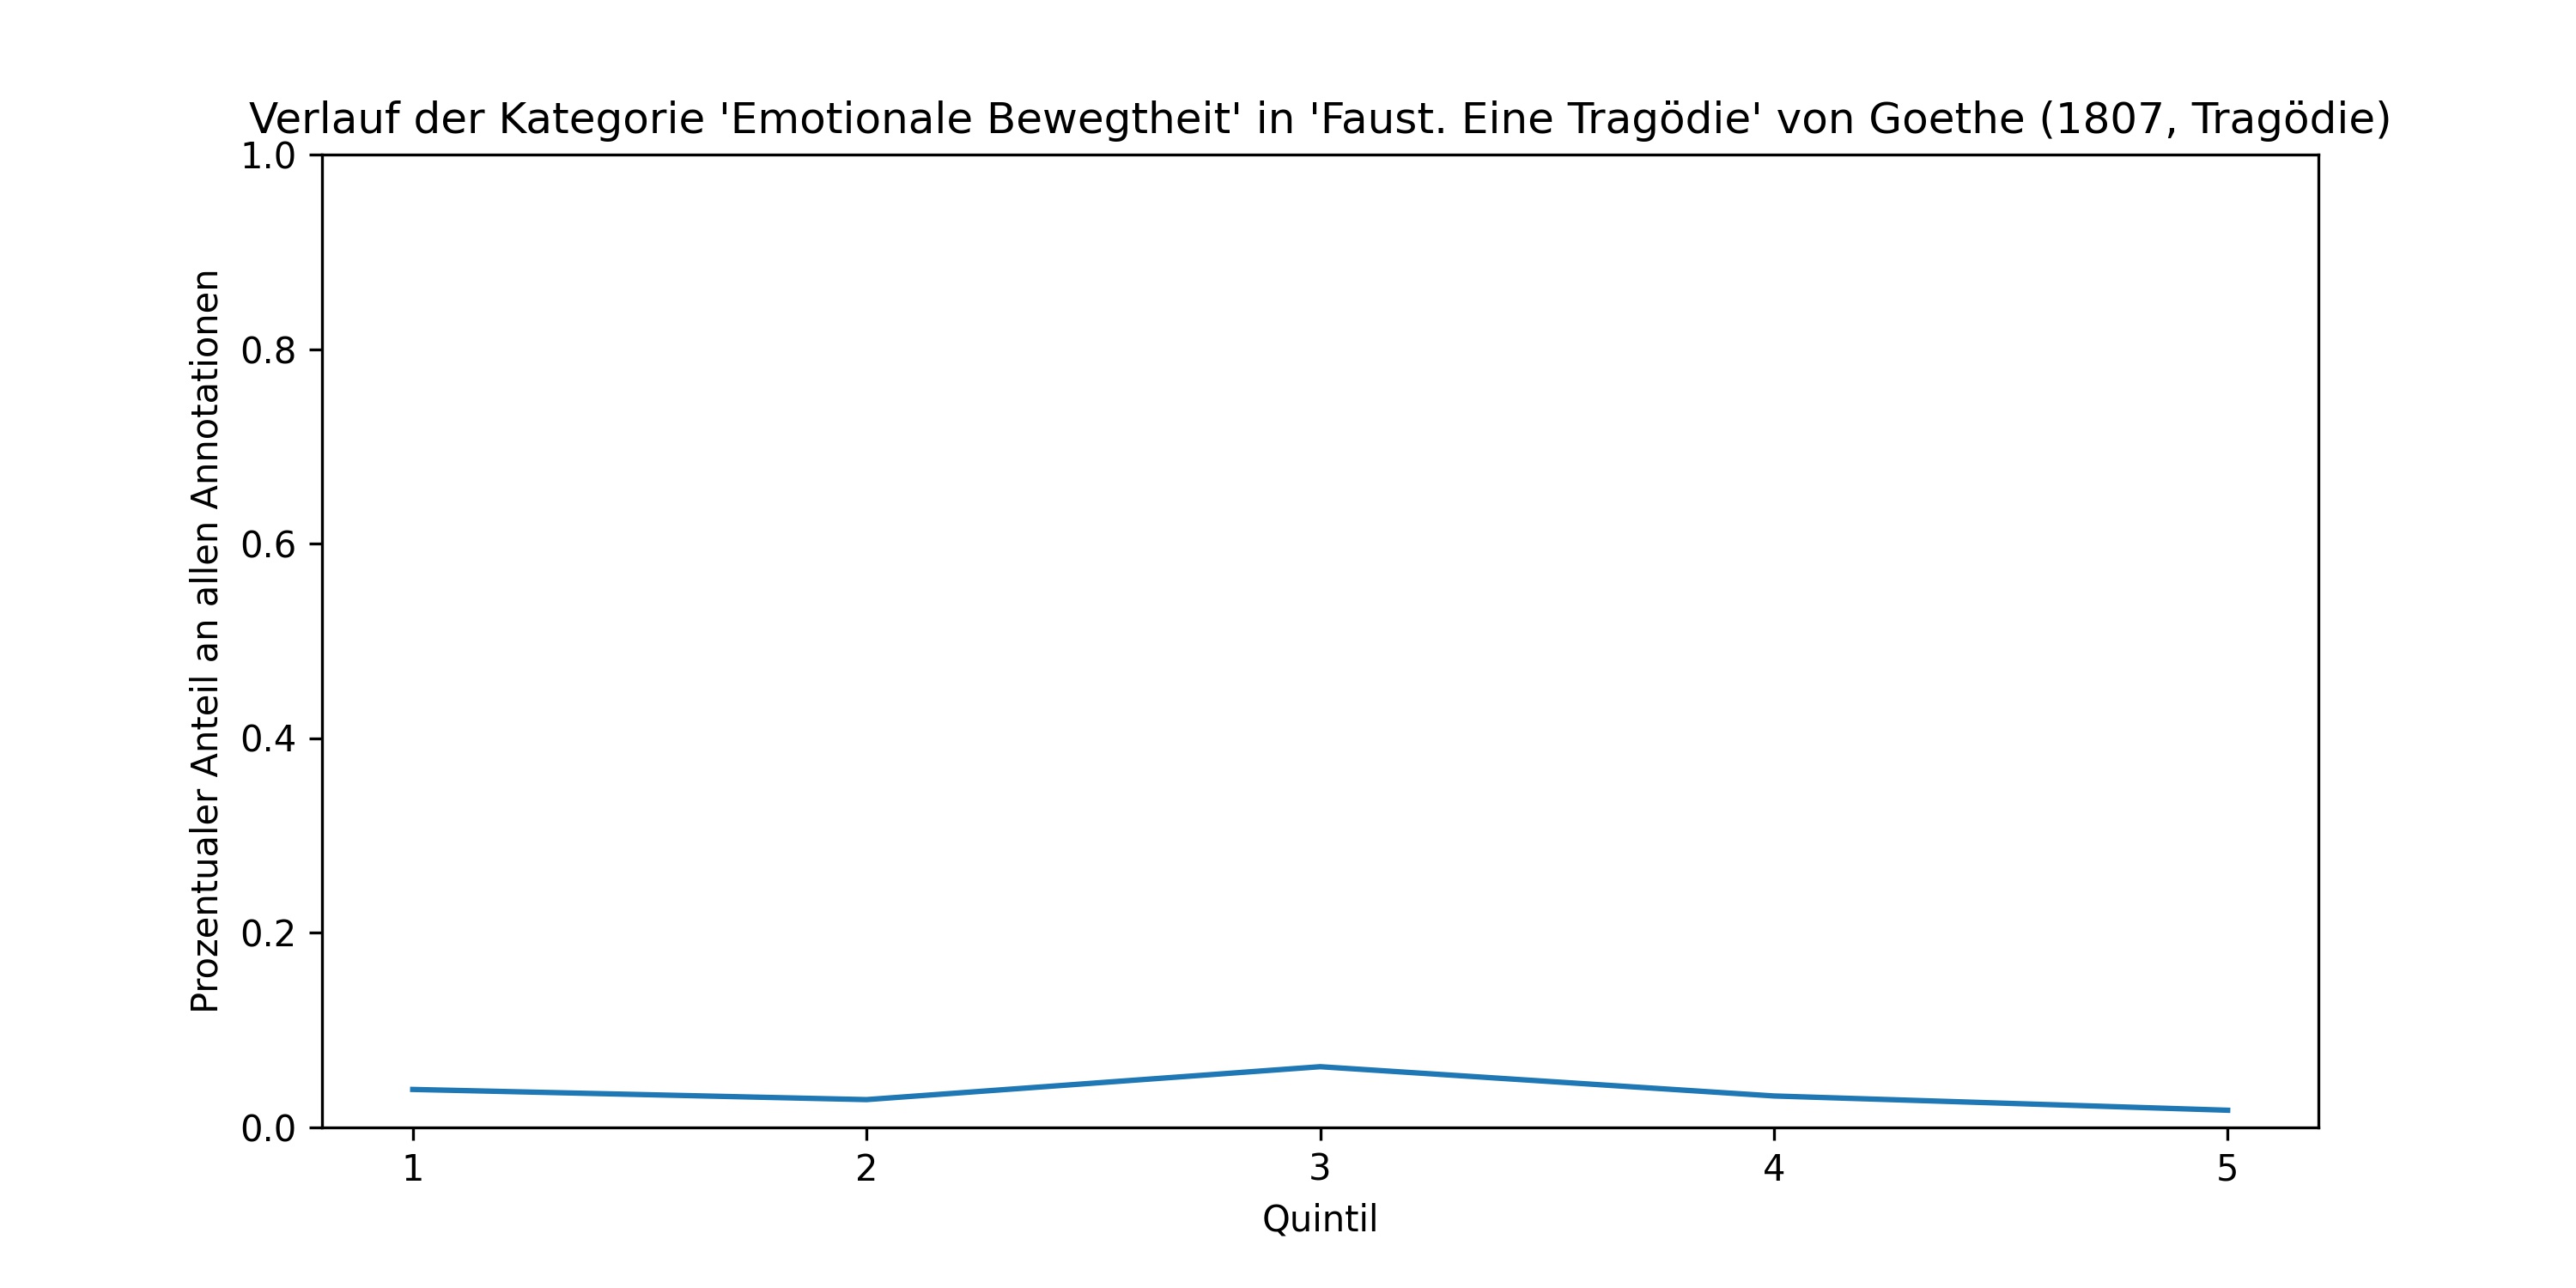 Verlauf der Kategorie 'Emotionale Bewegtheit' in 'Faust. Eine Tragödie' von Goethe (1807, Tragödie)
Prozentualer Anteil an allen Annotationen
1.0
0.8
0.6
0.4
0.2
0.0
1 2 3 4 5
Quintil